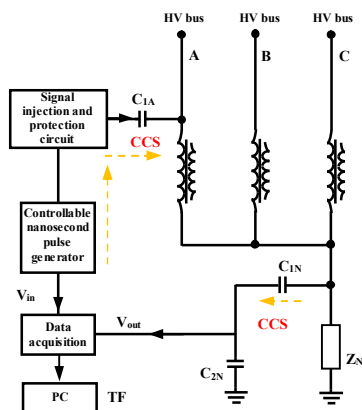 HV bus
HV bus
HV bus
A
B
C
Signal
injection and
protection
circuit
C1A
CCS
Controllable
nanosecond
pulse
generator
Vin
C1N
CCS
Data
acquisition
Vout
C2N
ZN
PC
TF